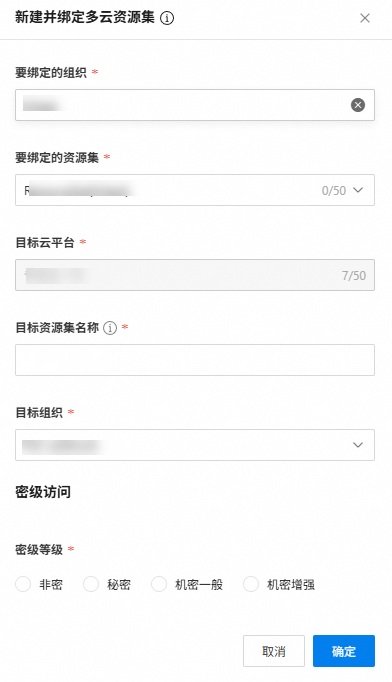 新建并绑定多云资源集
要绑定的组织 *
要绑定的资源集 *
0/50
目标云平台 *
7/50
目标资源集名称 *
目标组织 *
密级访问
密级等级 *
非密 秘密 机密一般 机密增强
取消 确定